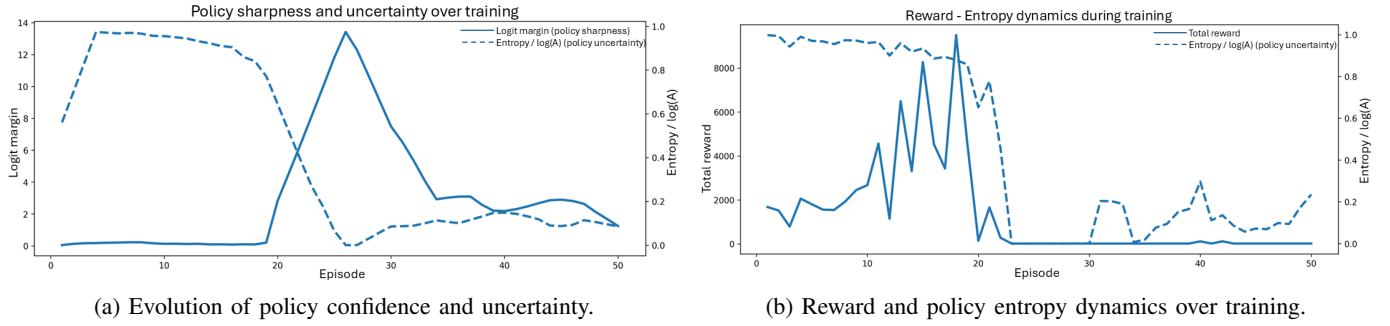 Policy sharpness and uncertainty over training
Logit margin (policy sharpness)
Entropy / log(A) (policy uncertainty)
14
12
10
8
6
4
2
0
Logit margin
1.0
0.8
0.6
0.4
0.2
0.0
Entropy / log(A)
0 10 20 30 40 50
Episode
(a) Evolution of policy confidence and uncertainty.
Reward - Entropy dynamics during training
Total reward
Entropy / log(A) (policy uncertainty)
8000
6000
4000
2000
0
Total reward
1.0
0.8
0.6
0.4
0.2
0.0
Entropy / log(A)
0 10 20 30 40 50
Episode
(b) Reward and policy entropy dynamics over training.